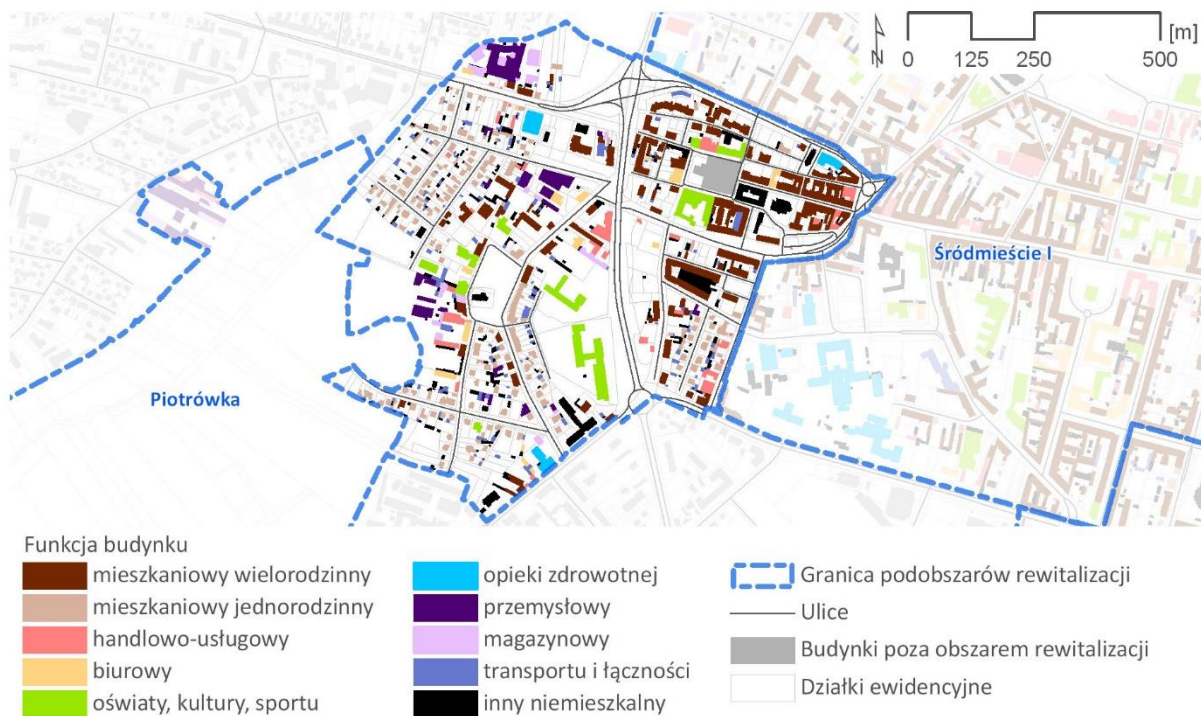 [m]
0 125 250 500
Śródmieście I
Piotrówka
Funkcja budynku
mieszkaniowy wielorodzinny
mieszkaniowy jednorodzinny
handlowo-usługowy
biurowy
oświaty, kultury, sportu
opieki zdrowotnej
przemysłowy
magazynowy
transportu i łączności
inny niemieszkalny
Granica podobszarów rewitalizacji
Ulice
Budynki poza obszarem rewitalizacji
Działki ewidencyjne